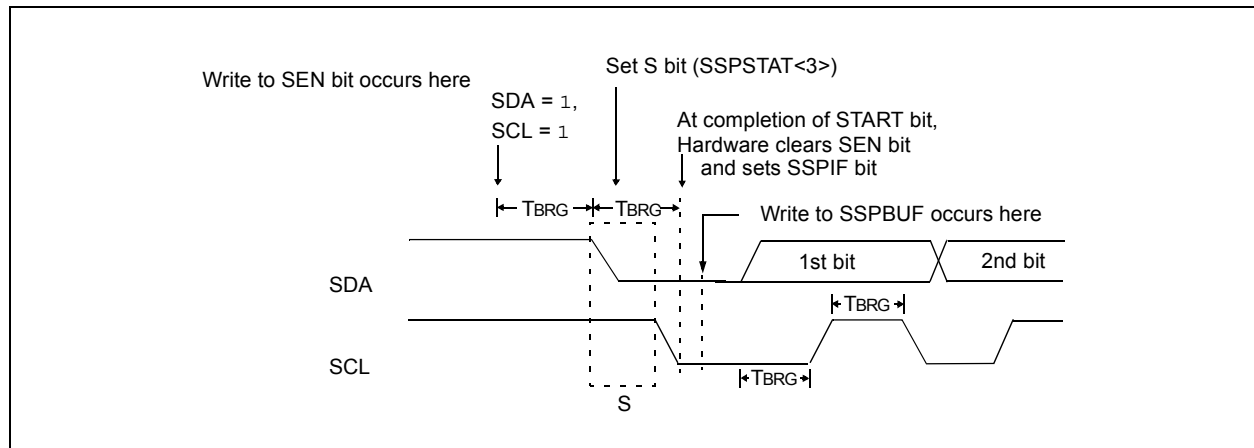 Write to SEN bit occurs here
Set S bit (SSPSTAT<3>)
SDA = 1,
SCL = 1
At completion of START bit,
Hardware clears SEN bit
and sets SSPIF bit
TBRG
TBRG
Write to SSPBUF occurs here
SDA
1st bit
2nd bit
TBRG
SCL
TBRG
S